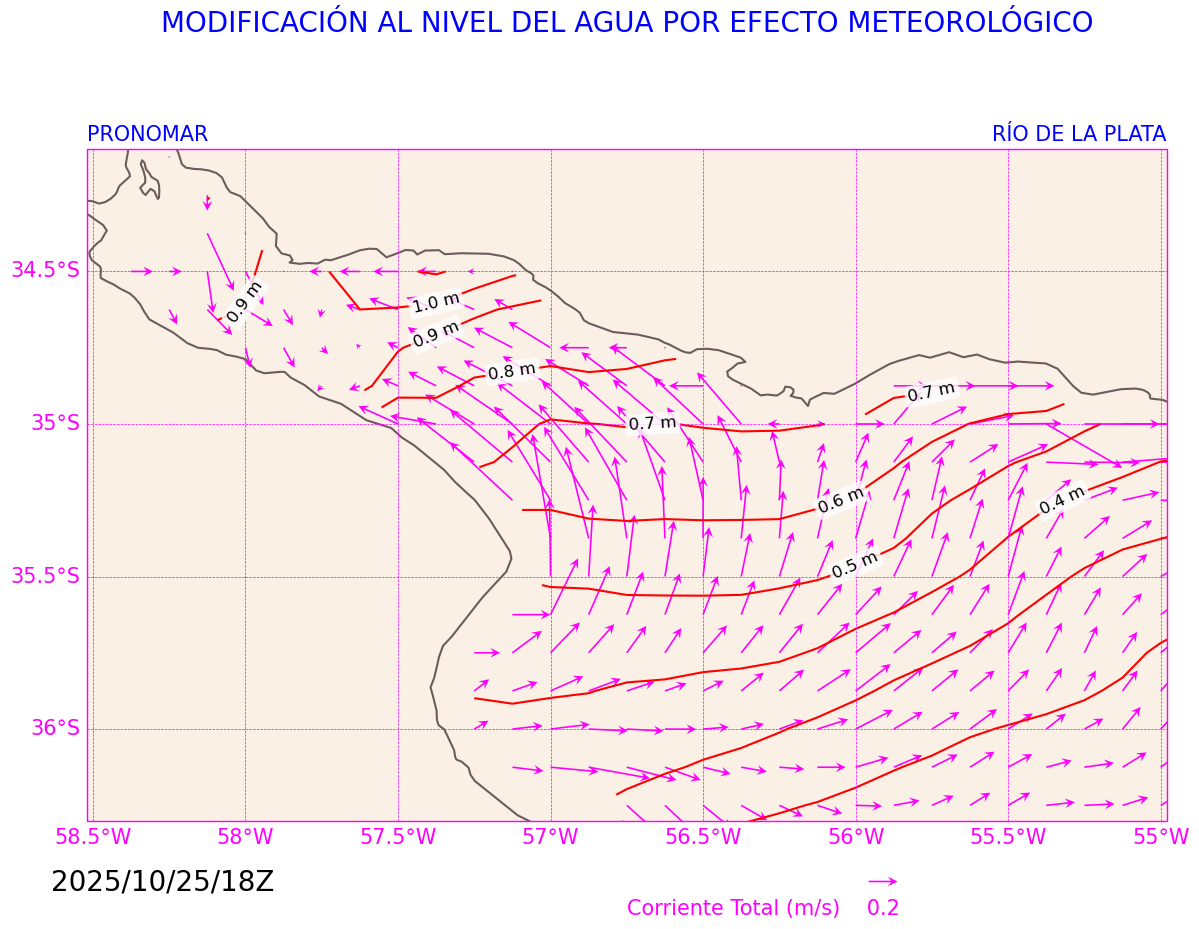 MODIFICACIÓN AL NIVEL DEL AGUA POR EFECTO METEOROLÓGICO
PRONOMAR
RÍO DE LA PLATA
34.5°S
0.9 m
1.0 m
0.9 m
0.8 m
0.7 m
35°S
0.7 m
0.6 m
0.4 m
0.5 m
35.5°S
36°S
58.5°W
58°W
57.5°W
57°W
56.5°W
56°W
55.5°W
55°W
2025/10/25/18Z
Corriente Total (m/s)
0.2